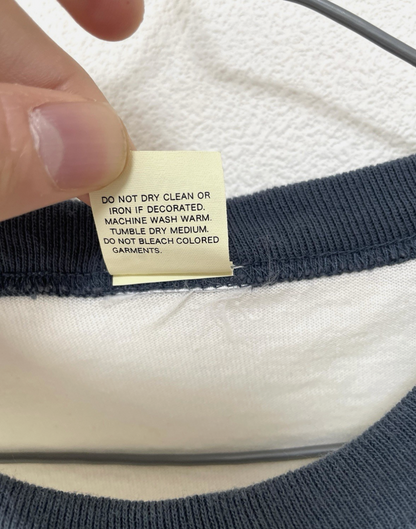 DO NOT DRY CLEAN OR
IRON IF DECORATED.
MACHINE WASH WARM.
TUMBLE DRY MEDIUM.
DO NOT BLEACH COLORED
GARMENTS.